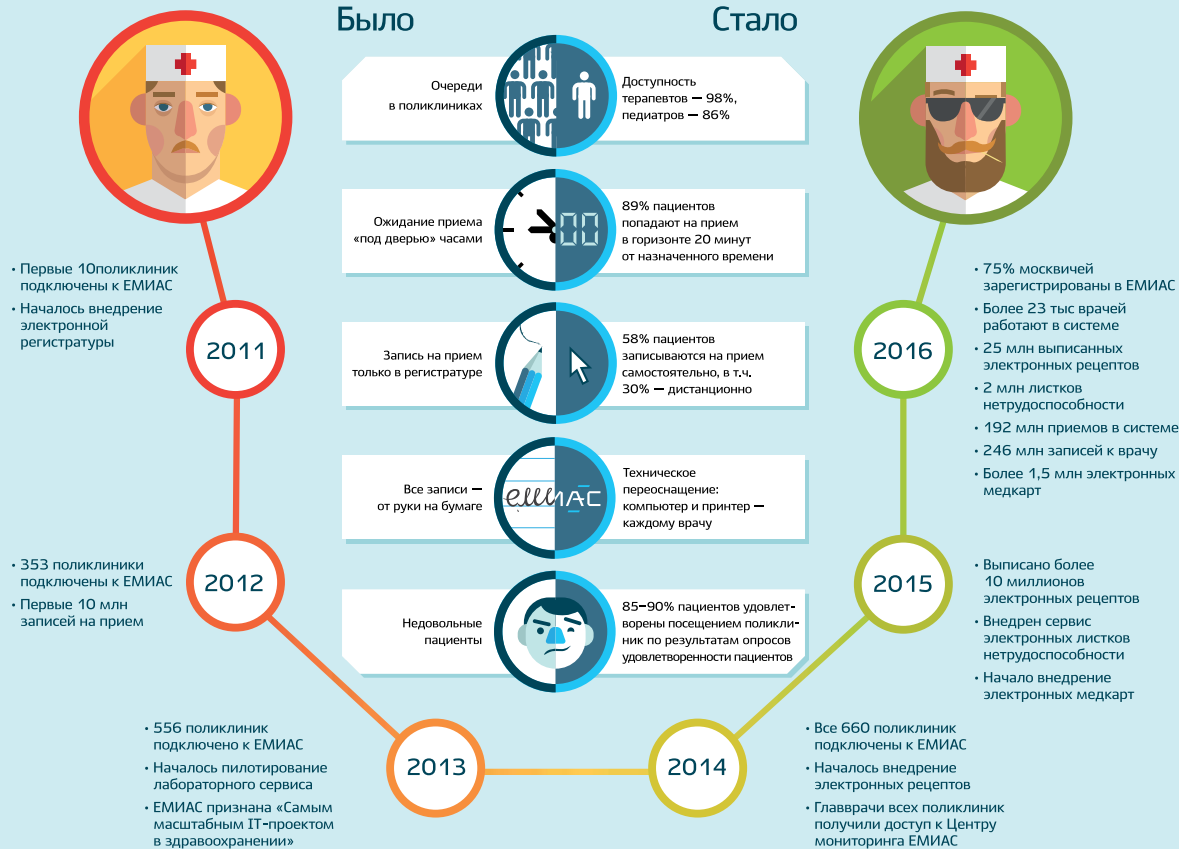 Было
Стало
Очереди
в поликлиниках
Доступность
терапевтов — 98%,
педиатров — 86%
Ожидание приема
«под дверью» часами
00
89% пациентов
попадают на прием
в горизонте 20 минут
от назначенного времени
Запись на прием
только в регистратуре
58% пациентов
записываются на прием
самостоятельно, в т.ч.
30% — дистанционно
Все записи —
от руки на бумаге
емиАС
Техническое
переоснащение:
компьютер и принтер —
каждому врачу
Недовольные
пациенты
85–90% пациентов удовлет-
ворены посещением поликли-
ник по результатам опросов
удовлетворенности пациентов
• Первые 10поликлиник
подключены к ЕМИАС
• Началось внедрение
электронной
регистратуры
2011
• 353 поликлиники
подключены к ЕМИАС
• Первые 10 млн
записей на прием
2012
• 556 поликлиник
подключено к ЕМИАС
• Началось пилотирование
лабораторного сервиса
• ЕМИАС признана «Самым
масштабным IT-проектом
в здравоохранении»
2013
2014
• Все 660 поликлиник
подключены к ЕМИАС
• Началось внедрение
электронных рецептов
• Главврачи всех поликлиник
получили доступ к Центру
мониторинга ЕМИАС
2015
• Выписано более
10 миллионов
электронных рецептов
• Внедрен сервис
электронных листков
нетрудоспособности
• Начало внедрение
электронных медкарт
2016
• 75% москвичей
зарегистрированы в ЕМИАС
• Более 23 тыс врачей
работают в системе
• 25 млн выписанных
электронных рецептов
• 2 млн листков
нетрудоспособности
• 192 млн приемов в системе
• 246 млн записей к врачу
• Более 1,5 млн электронных
медкарт